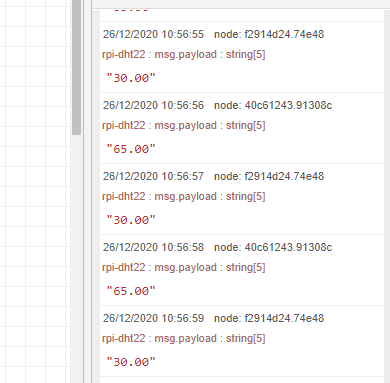 26/12/2020 10:56:55 node: f2914d24.74e48
rpi-dht22 : msg.payload : string[5]
"30.00"
26/12/2020 10:56:56 node: 40c61243.91308c
rpi-dht22 : msg.payload : string[5]
"65.00"
26/12/2020 10:56:57 node: f2914d24.74e48
rpi-dht22 : msg.payload : string[5]
"30.00"
26/12/2020 10:56:58 node: 40c61243.91308c
rpi-dht22 : msg.payload : string[5]
"65.00"
26/12/2020 10:56:59 node: f2914d24.74e48
rpi-dht22 : msg.payload : string[5]
"30.00"